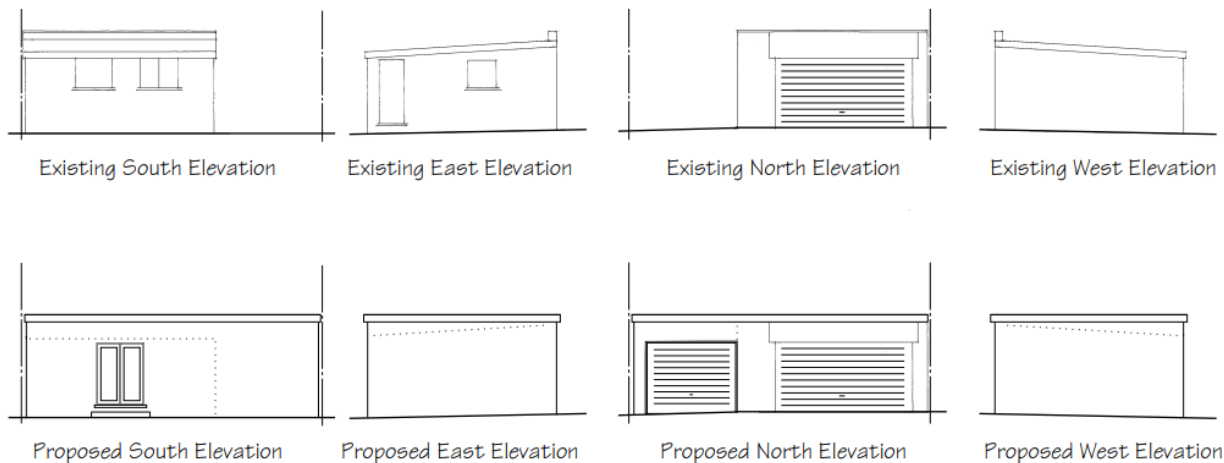 Existing South Elevation
Existing East Elevation
Existing North Elevation
Existing West Elevation
Proposed South Elevation
Proposed East Elevation
Proposed North Elevation
Proposed West Elevation